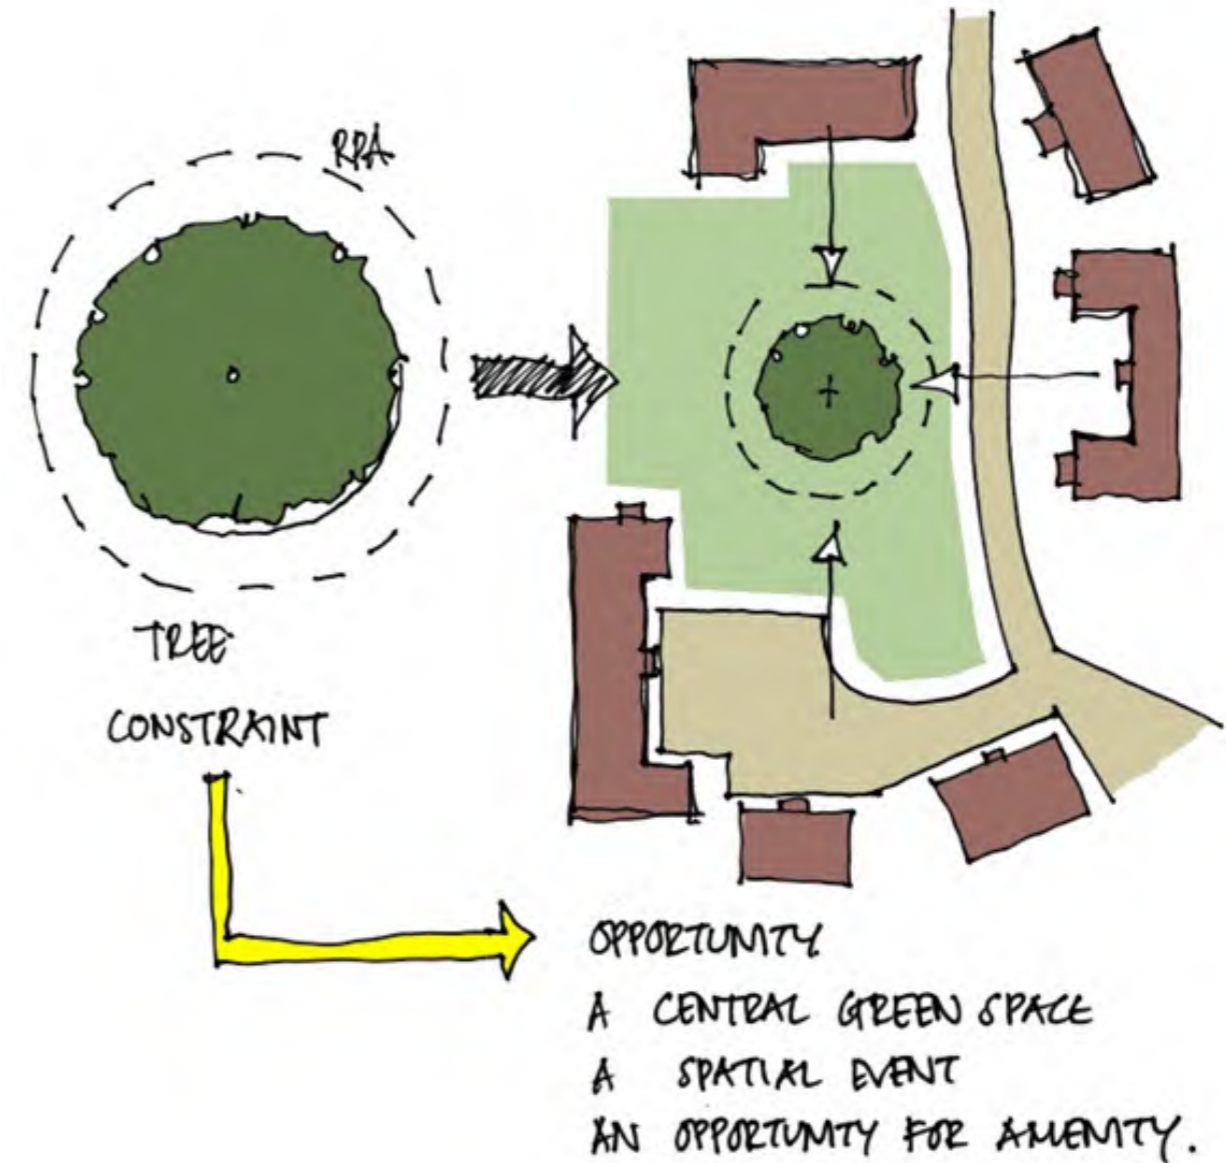 RPA
TREE
CONSTRAINT
OPPORTUNITY
A CENTRAL GREEN SPACE
A SPATIAL EVENT
AN OPPORTUNITY FOR AMENITY.